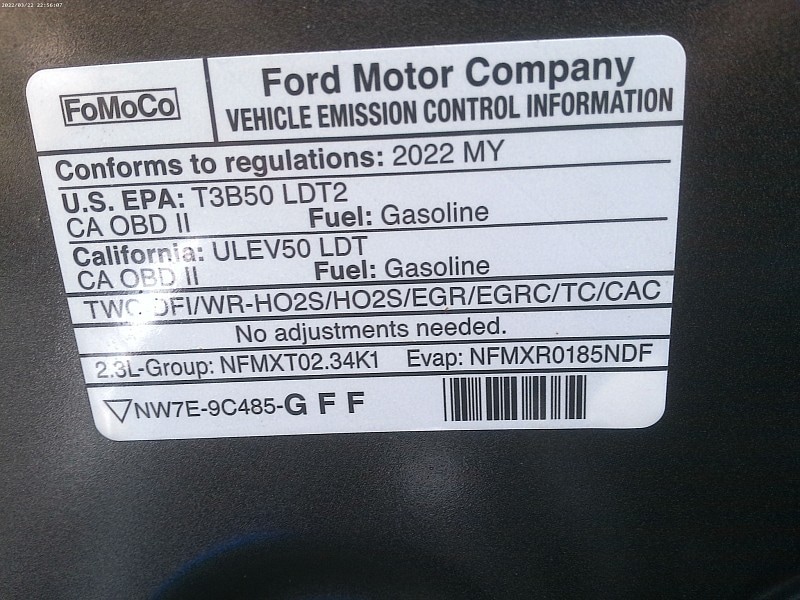 2022/03/22 22:56:07
FoMoCo
Ford Motor Company
VEHICLE EMISSION CONTROL INFORMATION
Conforms to regulations: 2022 MY
U.S. EPA: T3B50 LDT2
CA OBD II Fuel: Gasoline
California: ULEV50 LDT
CA OBD II Fuel: Gasoline
TWC DFI/WR-HO2S/HO2S/EGR/EGRC/TC/CAC
No adjustments needed.
2.3L-Group: NFMXT02.34K1 Evap: NFMXR0185NDF
NW7E-9C485-G F F